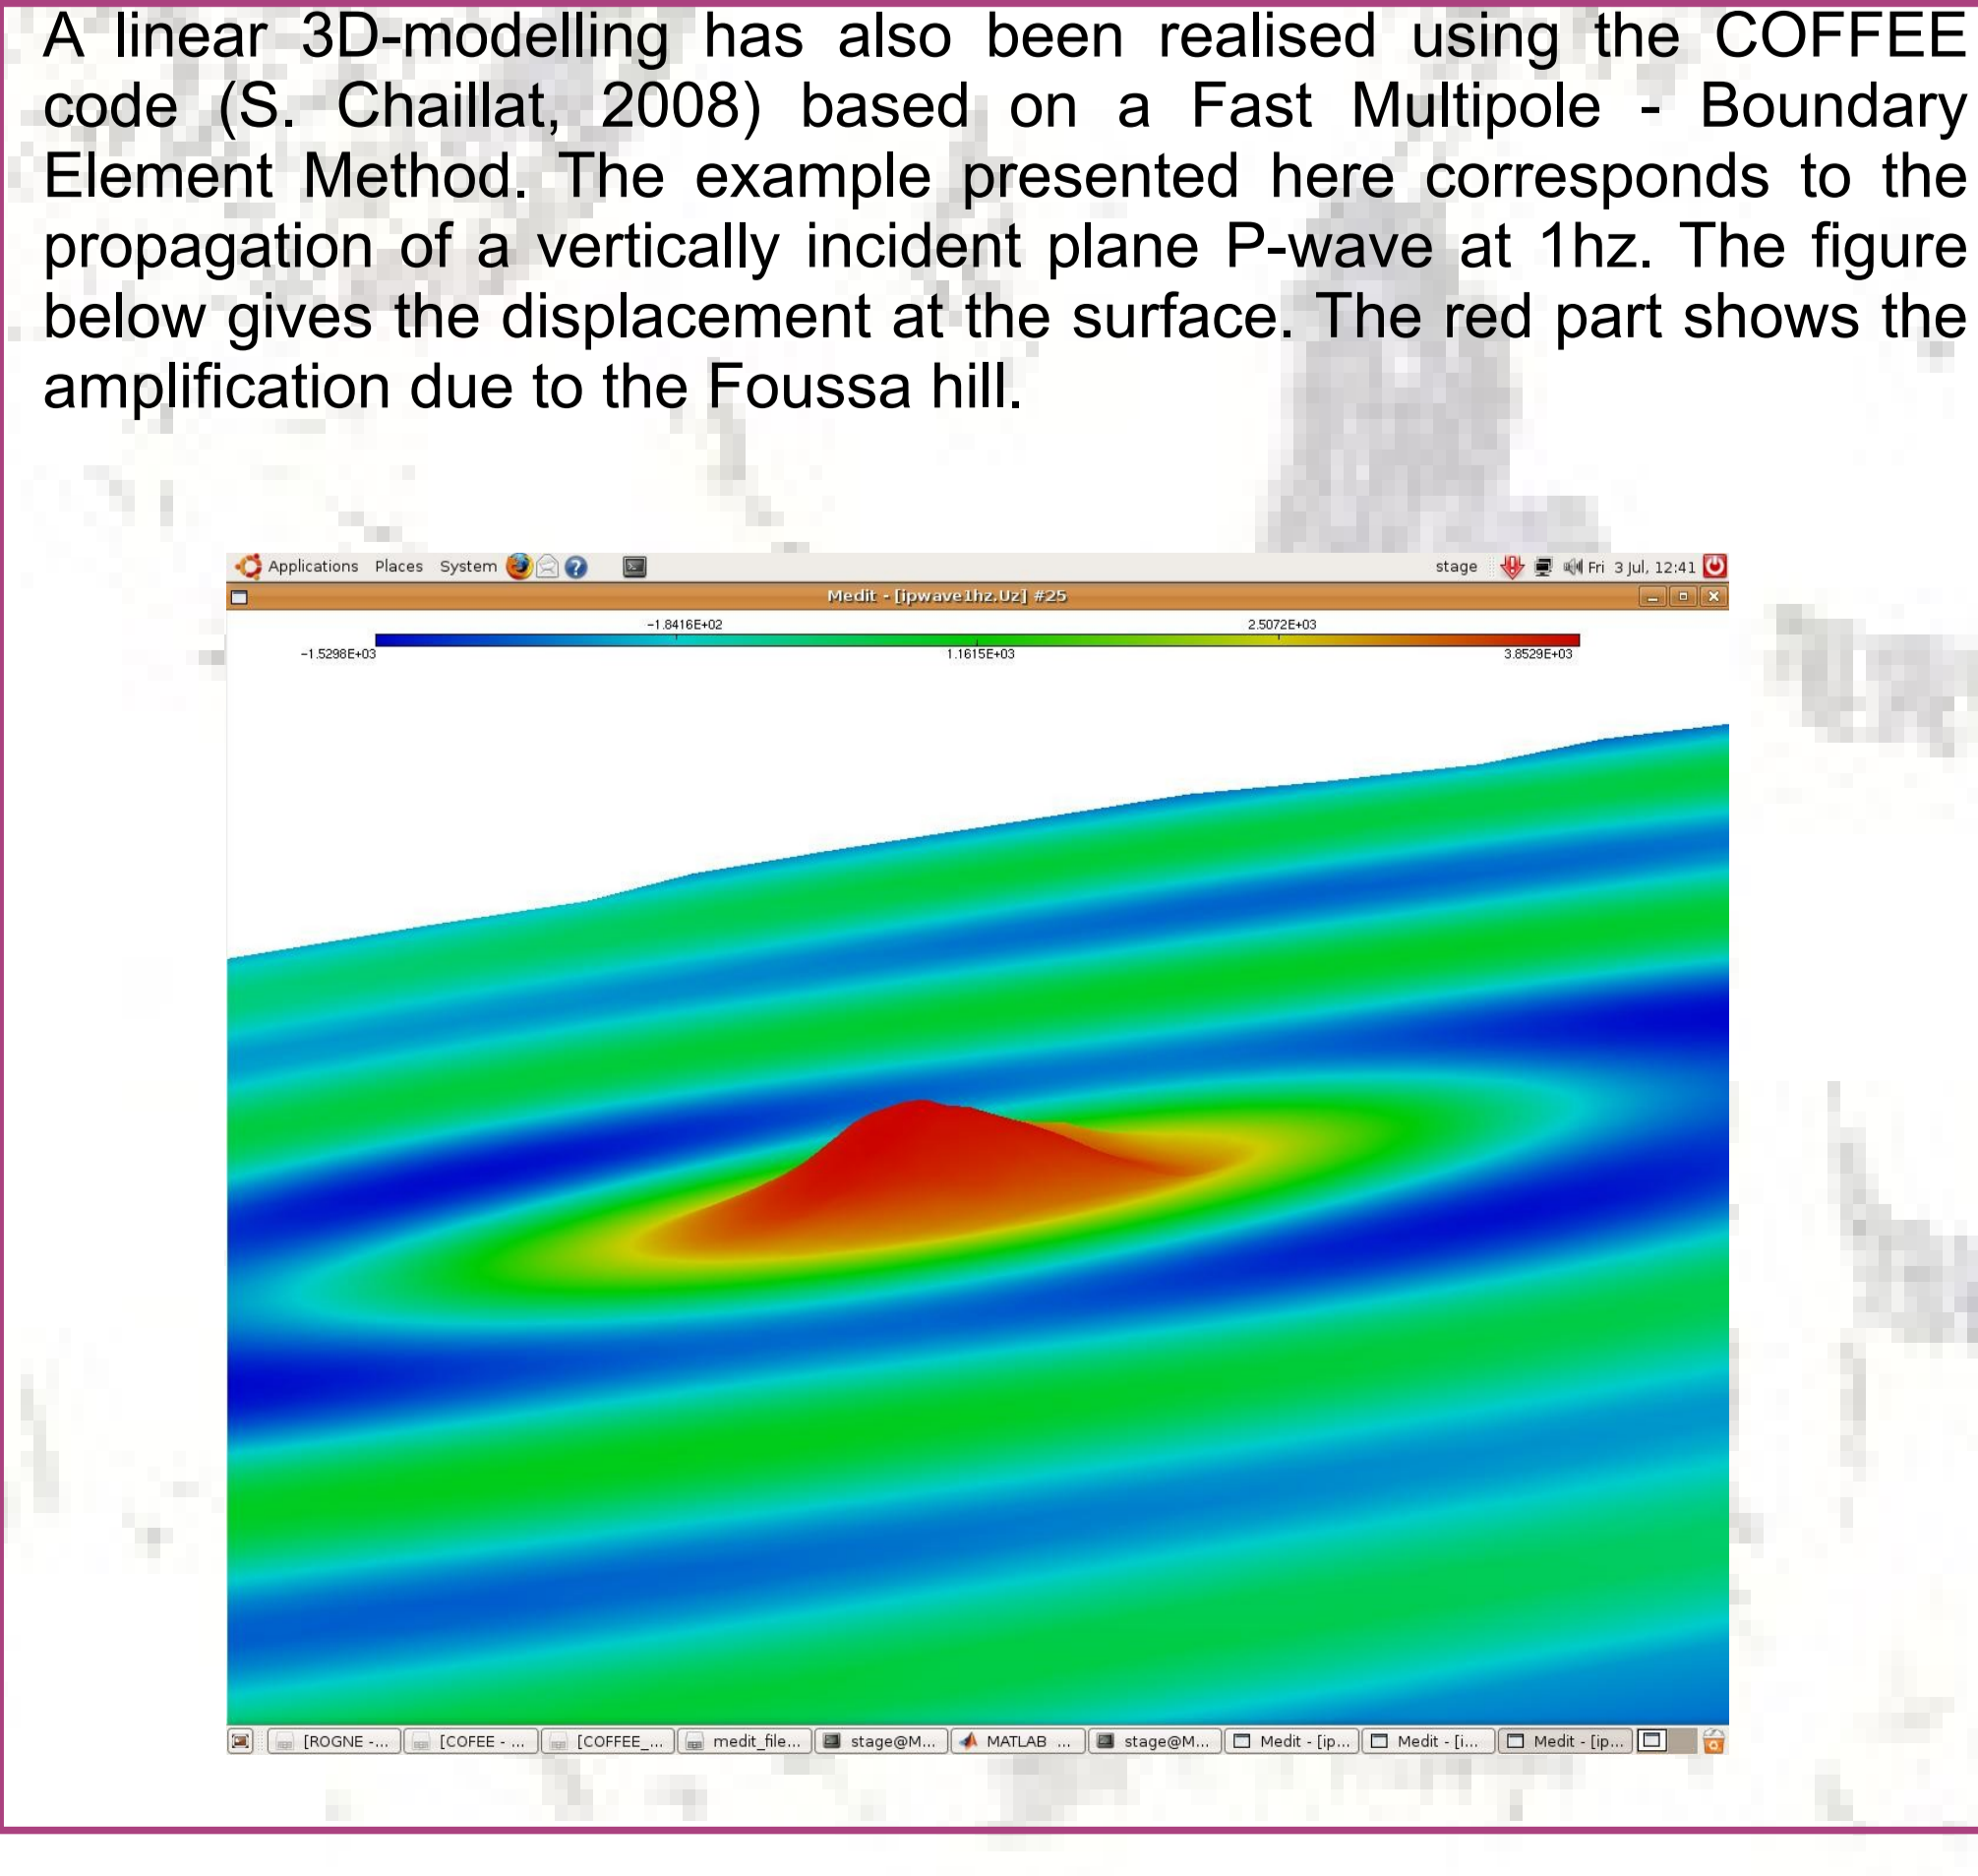 A linear 3D-modelling has also been realised using the COFFEE
code (S. Chaillat, 2008) based on a Fast Multipole - Boundary
Element Method. The example presented here corresponds to the
propagation of a vertically incident plane P-wave at 1hz. The figure
below gives the displacement at the surface. The red part shows the
amplification due to the Foussa hill.
Applications Places System stage Fri 3 Jul, 12:41
Medit - [ipwave1hz.Uz] #25
-1.8416E+02 2.5072E+03
-1.5298E+03 1.1615E+03 3.8529E+03
[ROGNE -... [COFEE - ... [COFFEE_... medit_file... stage@M... MATLAB ... stage@M... Medit - [ip... Medit - [i... Medit - [ip...